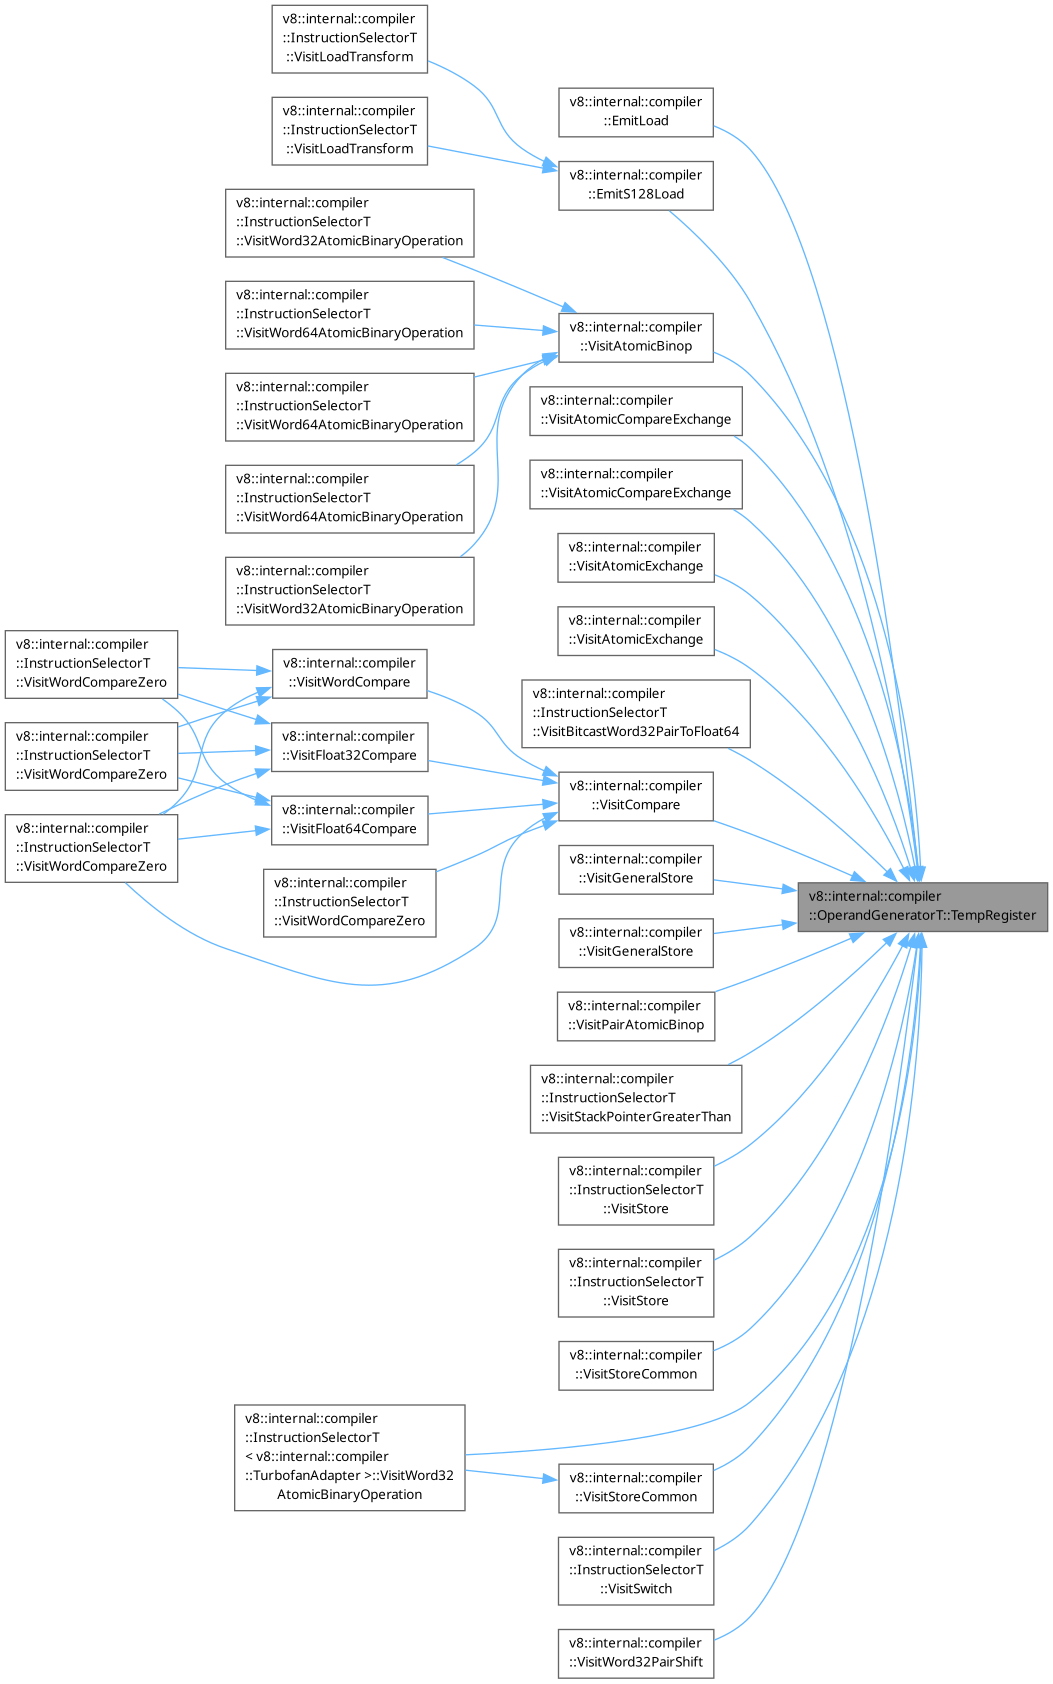 v8::internal::compiler
::InstructionSelectorT
::VisitLoadTransform
v8::internal::compiler
::EmitLoad
v8::internal::compiler
::InstructionSelectorT
::VisitLoadTransform
v8::internal::compiler
::EmitS128Load
v8::internal::compiler
::InstructionSelectorT
::VisitWord32AtomicBinaryOperation
v8::internal::compiler
::InstructionSelectorT
::VisitWord64AtomicBinaryOperation
v8::internal::compiler
::VisitAtomicBinop
v8::internal::compiler
::InstructionSelectorT
::VisitWord64AtomicBinaryOperation
v8::internal::compiler
::VisitAtomicCompareExchange
v8::internal::compiler
::InstructionSelectorT
::VisitWord64AtomicBinaryOperation
v8::internal::compiler
::VisitAtomicCompareExchange
v8::internal::compiler
::InstructionSelectorT
::VisitWord32AtomicBinaryOperation
v8::internal::compiler
::VisitAtomicExchange
v8::internal::compiler
::VisitAtomicExchange
v8::internal::compiler
::InstructionSelectorT
::VisitWordCompareZero
v8::internal::compiler
::VisitWordCompare
v8::internal::compiler
::InstructionSelectorT
::VisitBitcastWord32PairToFloat64
v8::internal::compiler
::InstructionSelectorT
::VisitWordCompareZero
v8::internal::compiler
::VisitFloat32Compare
v8::internal::compiler
::VisitCompare
v8::internal::compiler
::InstructionSelectorT
::VisitWordCompareZero
v8::internal::compiler
::VisitFloat64Compare
v8::internal::compiler
::VisitGeneralStore
v8::internal::compiler
::InstructionSelectorT
::VisitWordCompareZero
v8::internal::compiler
::OperandGeneratorT::TempRegister
v8::internal::compiler
::VisitGeneralStore
v8::internal::compiler
::VisitPairAtomicBinop
v8::internal::compiler
::InstructionSelectorT
::VisitStackPointerGreaterThan
v8::internal::compiler
::InstructionSelectorT
::VisitStore
v8::internal::compiler
::InstructionSelectorT
::VisitStore
v8::internal::compiler
::VisitStoreCommon
v8::internal::compiler
::InstructionSelectorT
< v8::internal::compiler
::TurbofanAdapter >::VisitWord32
AtomicBinaryOperation
v8::internal::compiler
::VisitStoreCommon
v8::internal::compiler
::InstructionSelectorT
::VisitSwitch
v8::internal::compiler
::VisitWord32PairShift